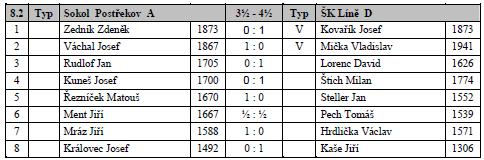 8.2 Typ Sokol Postřekov A 3½ - 4½ Typ ŠK Líně D
1 Zedník Zdeněk 1873 0 : 1 V Kovařík Josef 1873
2 Váchal Josef 1867 1 : 0 V Mička Vladislav 1941
3 Rudlof Jan 1705 0 : 1 Lorenc David 1626
4 Kuneš Josef 1700 0 : 1 Štich Milan 1774
5 Řezníček Matouš 1670 1 : 0 Steller Jan 1552
6 Ment Jiří 1667 ½ : ½ Pech Tomáš 1539
7 Mráz Jiří 1588 1 : 0 Hrdlička Václav 1571
8 Královec Josef 1492 0 : 1 Kaše Jiří 1306